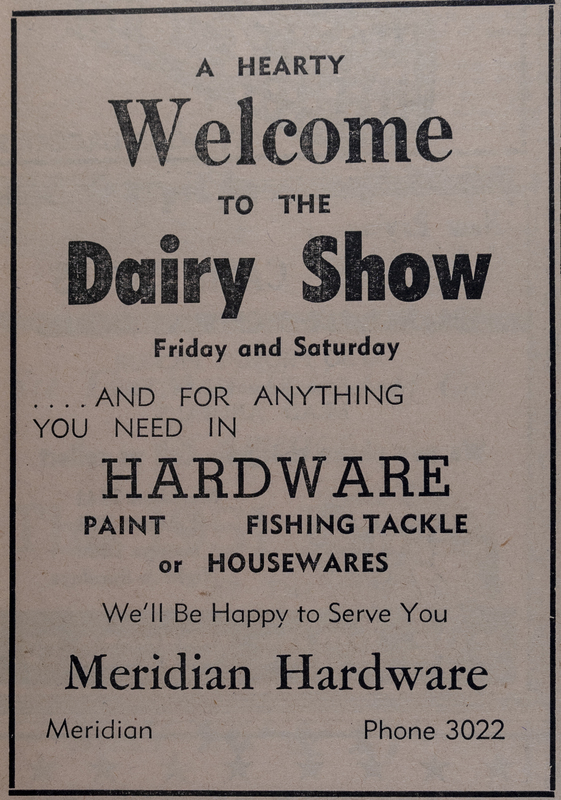 A HEARTY
Welcome
TO THE
Dairy Show
Friday and Saturday
....AND FOR ANYTHING
YOU NEED IN
HARDWARE
PAINT FISHING TACKLE
or HOUSEWARES
We'll Be Happy to Serve You
Meridian Hardware
Meridian Phone 3022